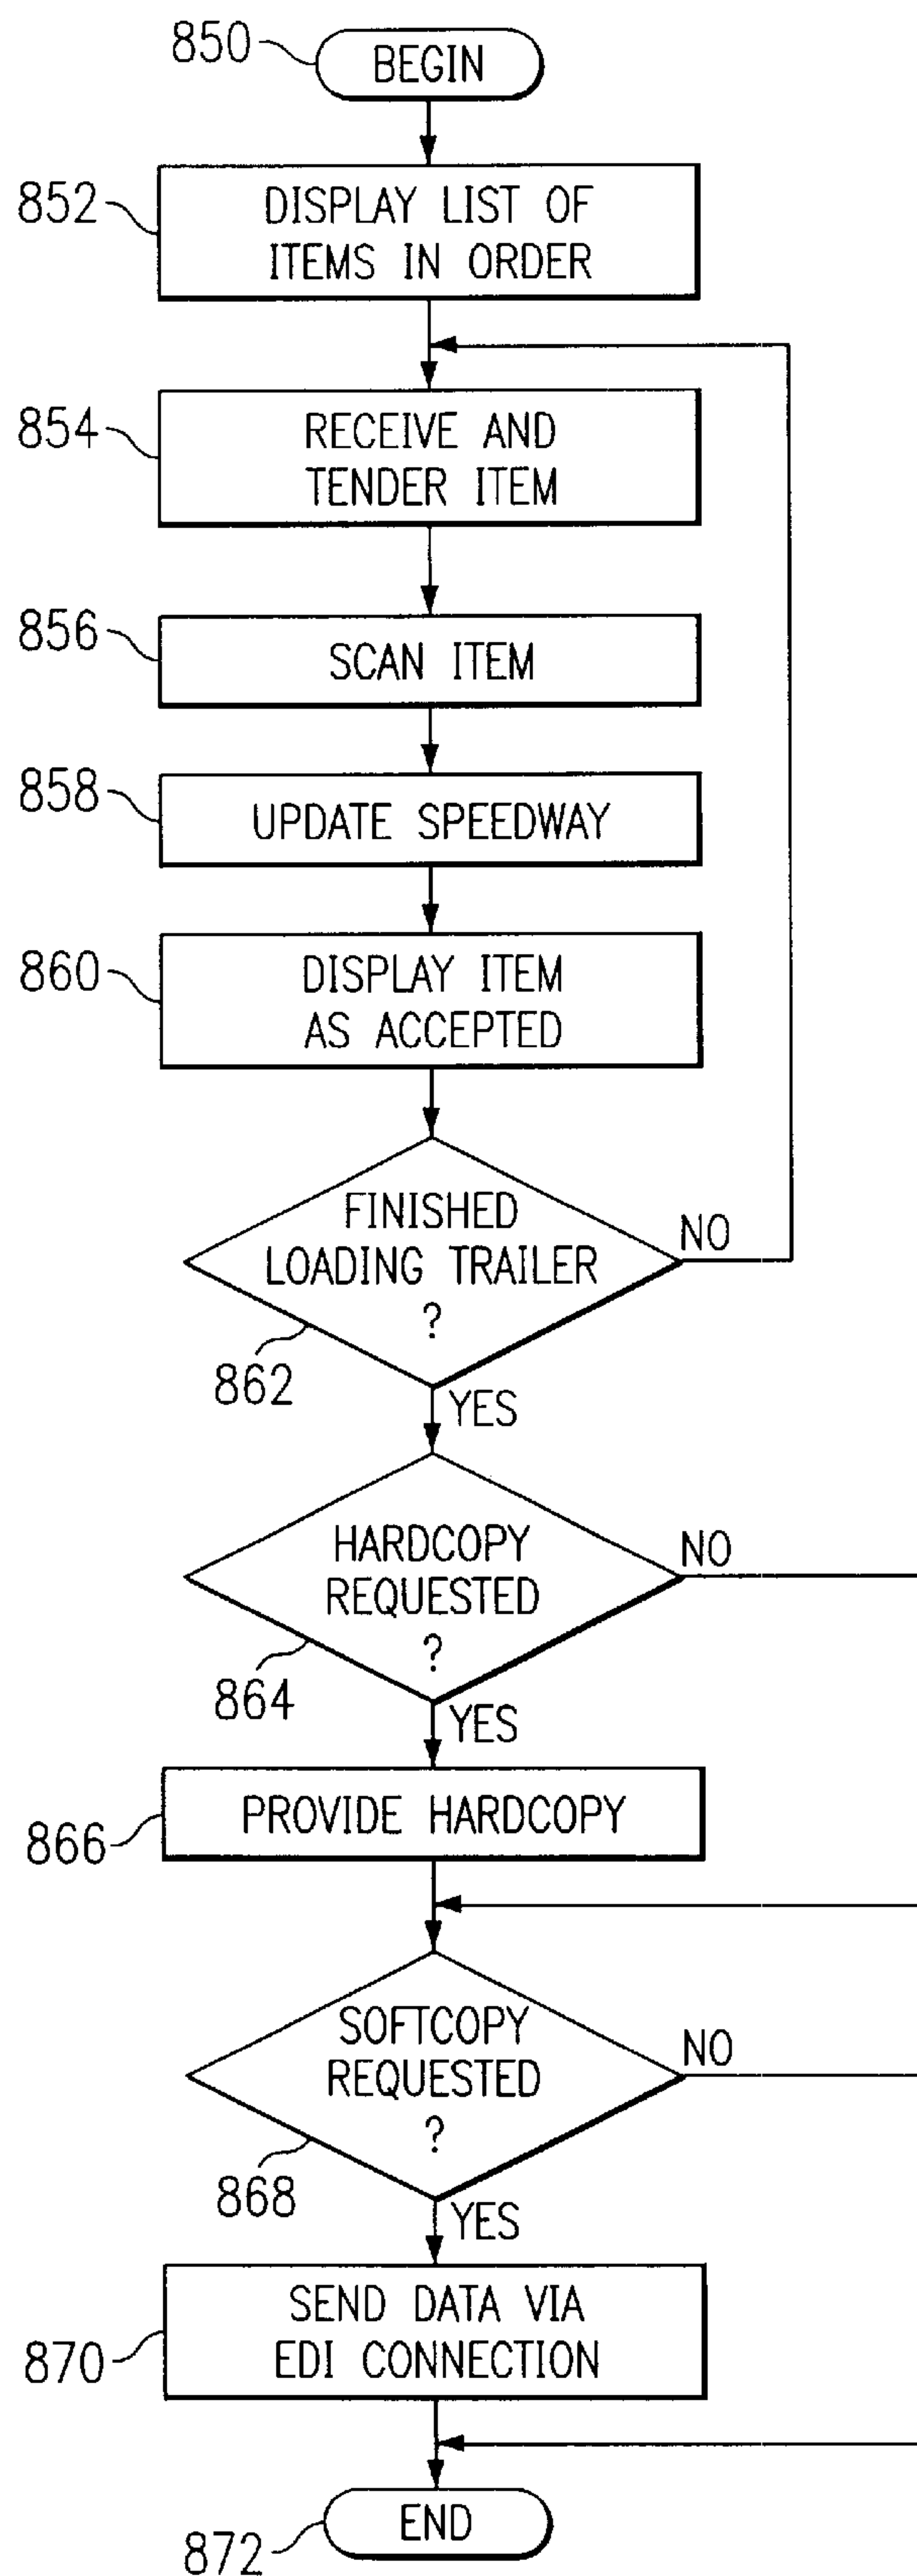 850
BEGIN
852
DISPLAY LIST OF
ITEMS IN ORDER
854
RECEIVE AND
TENDER ITEM
856
SCAN ITEM
858
UPDATE SPEEDWAY
860
DISPLAY ITEM
AS ACCEPTED
FINISHED
LOADING TRAILER
?
NO
862
YES
HARDCOPY
REQUESTED
?
NO
864
YES
866
PROVIDE HARDCOPY
SOFTCOPY
REQUESTED
?
NO
868
YES
870
SEND DATA VIA
EDI CONNECTION
872
END